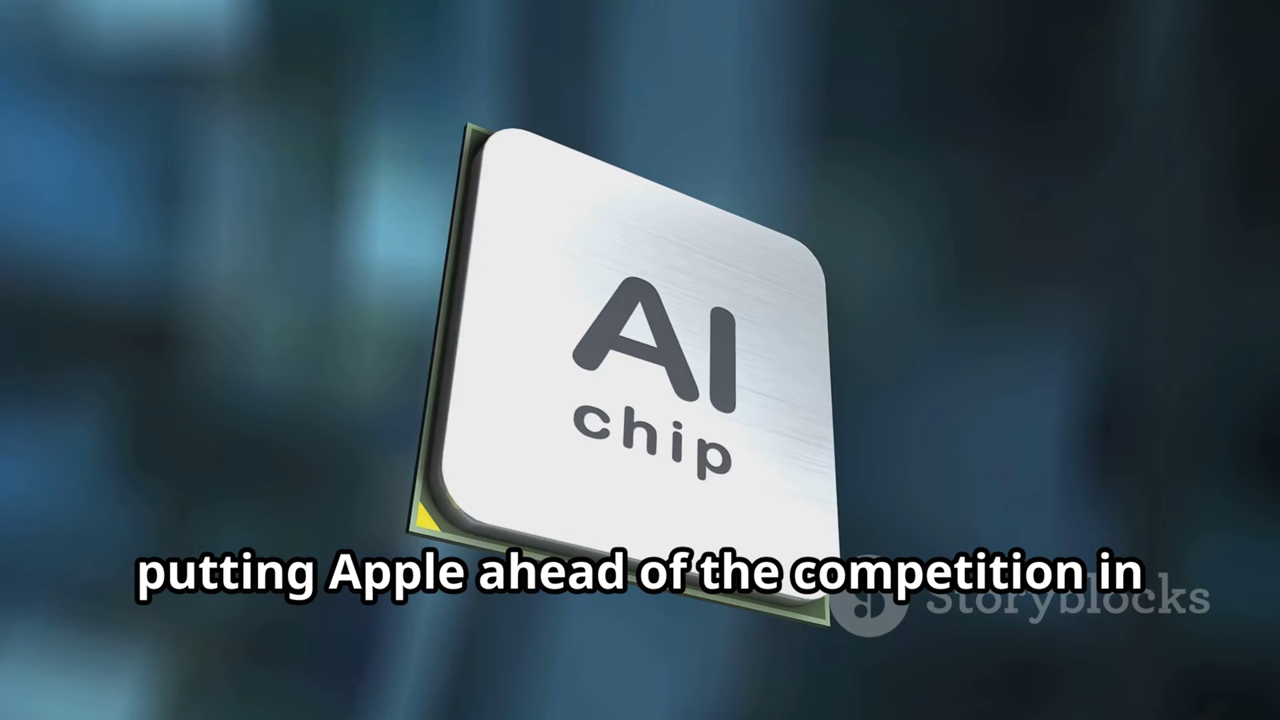 AI
chip
putting Apple ahead of the competition in
Storyblocks